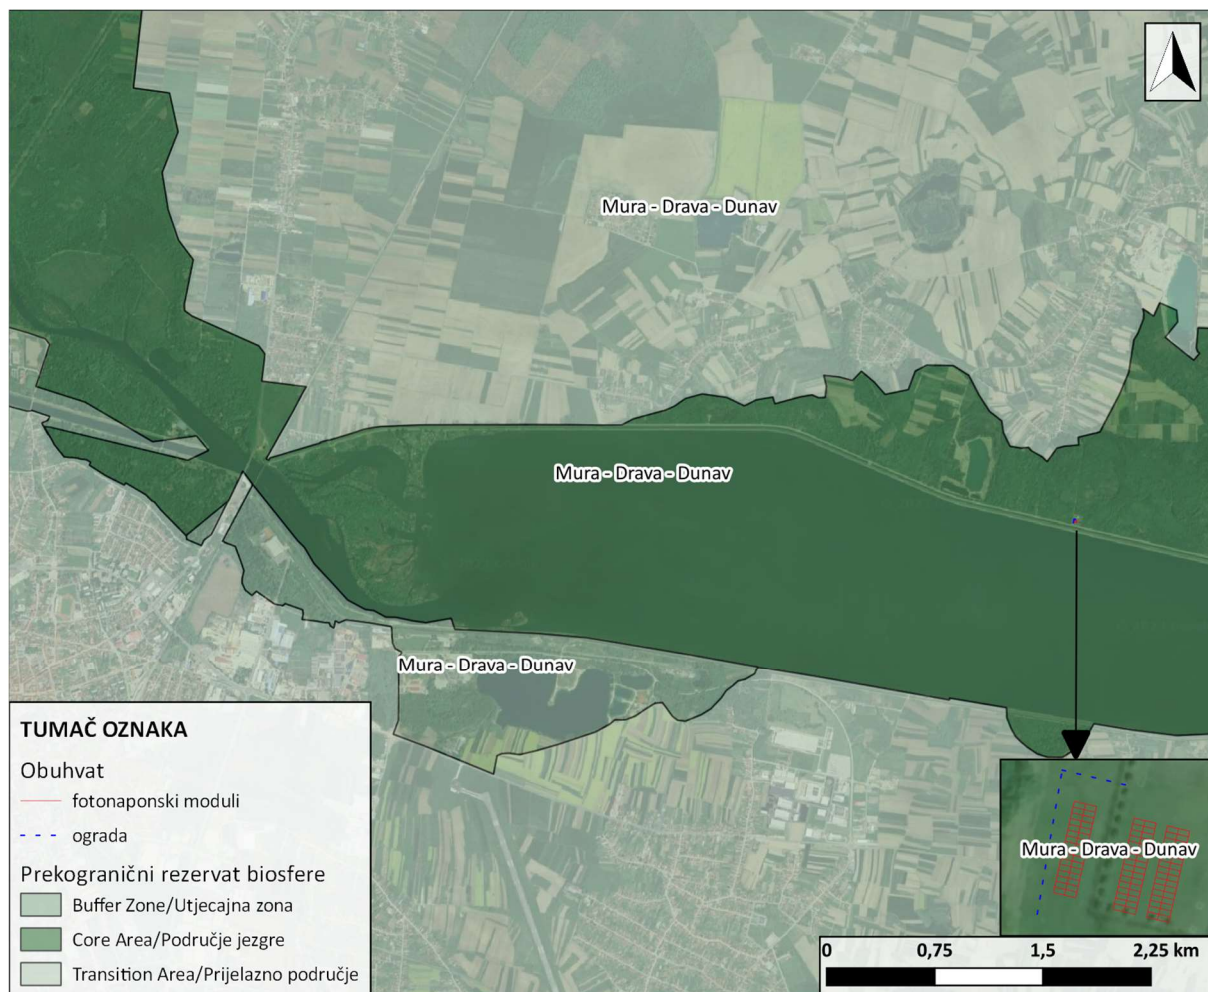 Mura - Drava - Dunav
Mura - Drava - Dunav
Mura - Drava - Dunav
TUMAČ OZNAKA
Obuhvat
fotonaponski moduli
ograda
Prekogranični rezervat biosfere
Buffer Zone/Utjecajna zona
Core Area/Područje jezgre
Transition Area/Prijelazno područje
Mura - Drava - Dunav
0 0,75 1,5 2,25 km